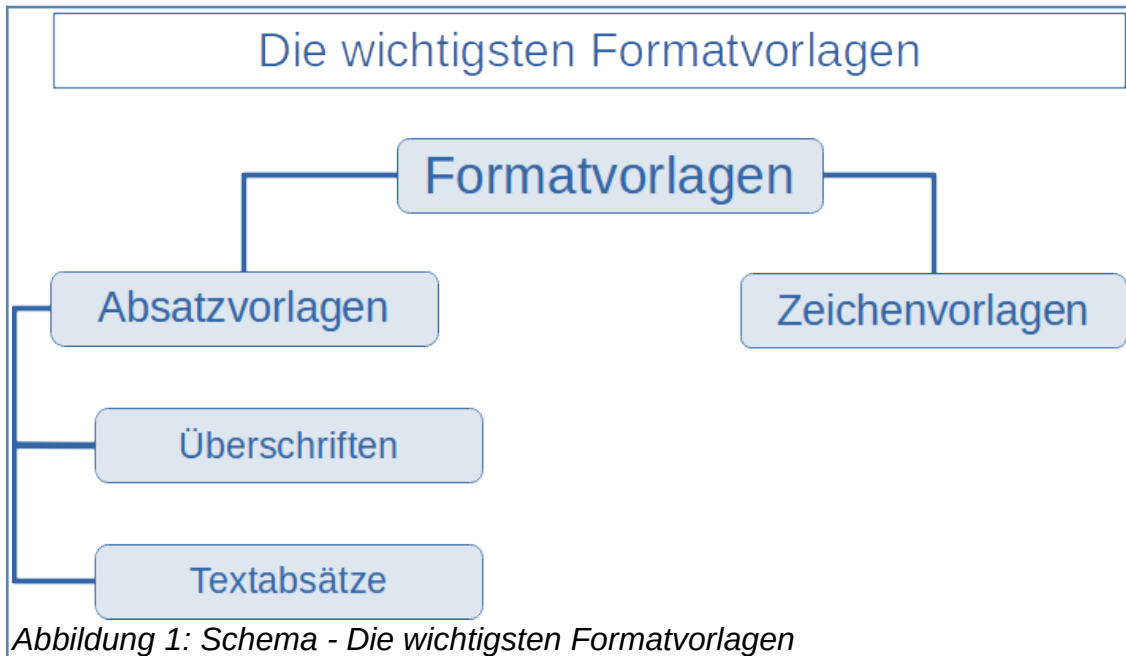 Die wichtigsten Formatvorlagen
Formatvorlagen
Absatzvorlagen
Zeichenvorlagen
Überschriften
Textabsätze
Abbildung 1: Schema - Die wichtigsten Formatvorlagen